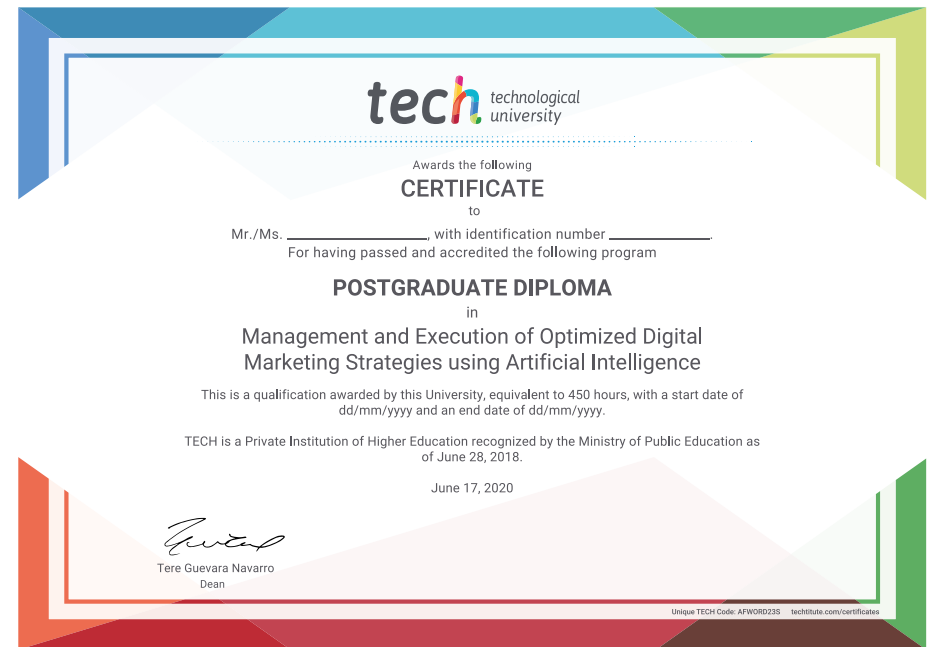 tech technological
university
Awards the following
CERTIFICATE
to
Mr./Ms. ____________________, with identification number ______________.
For having passed and accredited the following program
POSTGRADUATE DIPLOMA
in
Management and Execution of Optimized Digital
Marketing Strategies using Artificial Intelligence
This is a qualification awarded by this University, equivalent to 450 hours, with a start date of
dd/mm/yyyy and an end date of dd/mm/yyyy.
TECH is a Private Institution of Higher Education recognized by the Ministry of Public Education as
of June 28, 2018.
June 17, 2020
Tere Guevara Navarro
Dean
Unique TECH Code: AFWORD23S techtitute.com/certificates